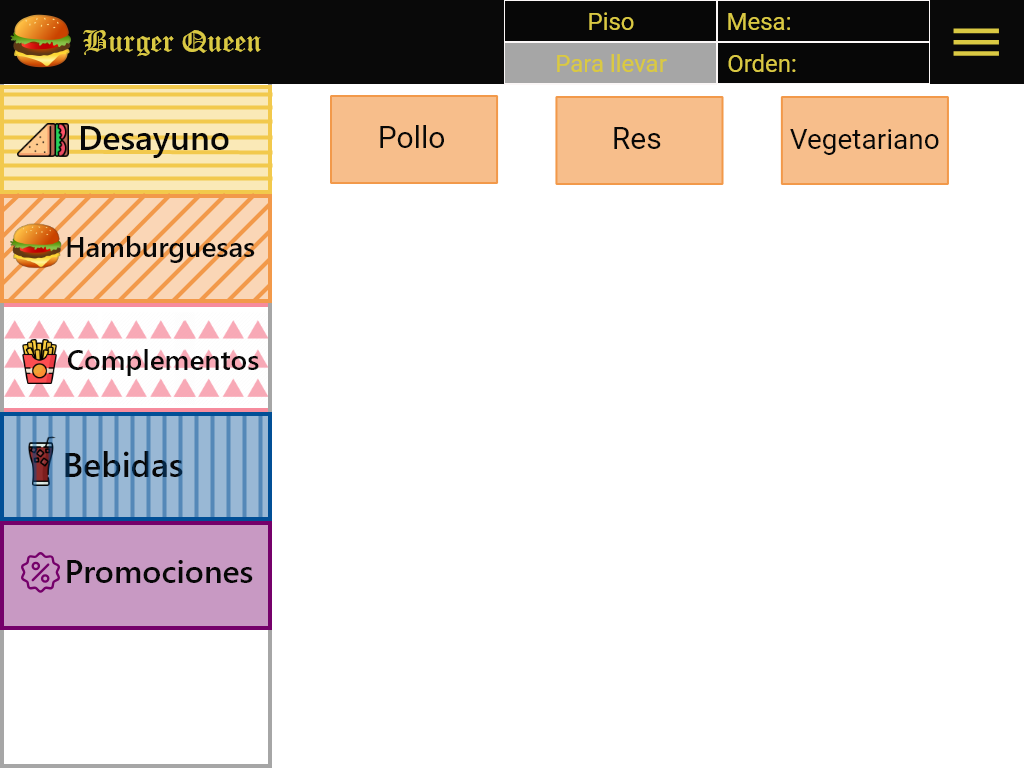 Burger Queen
Piso
Mesa:
Para llevar
Orden:
Desayuno
Hamburguesas
Complementos
Bebidas
Promociones
Pollo
Res
Vegetariano